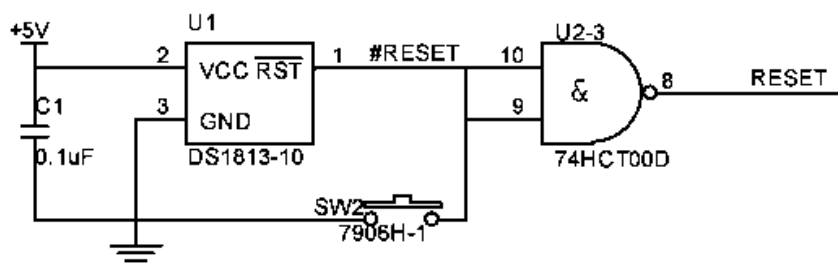 +5V
U1
U2-3
2
VCC RST
1
#RESET
10
8
RESET
C1
3
GND
9
&
0.1uF
DS1813-10
74HCT00D
SW2
7906H-1